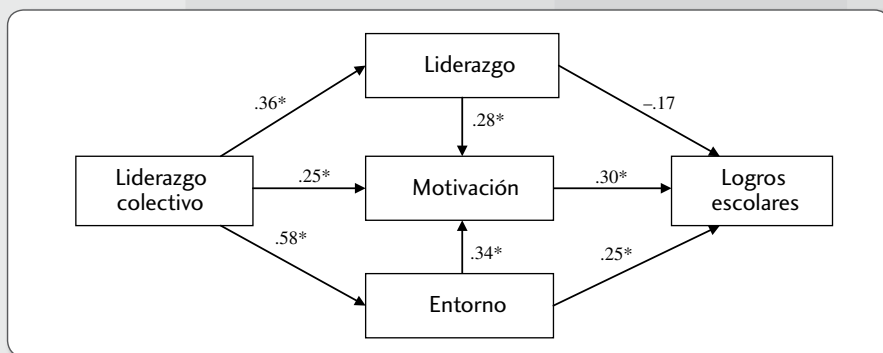 Liderazgo
.36*
–.17
.28*
Liderazgo
colectivo
.25*
Motivación
.30*
Logros
escolares
.58*
.34*
.25*
Entorno